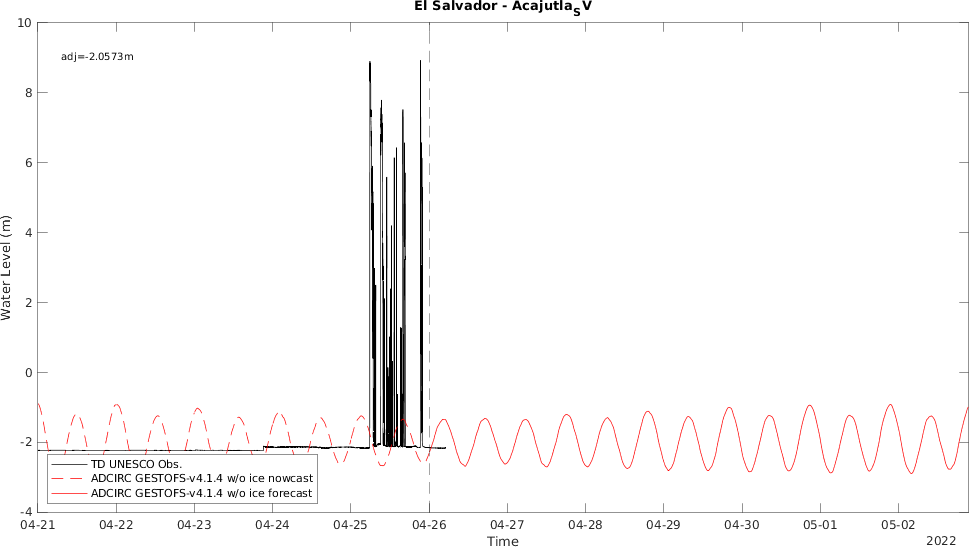 El Salvador - AcajutlaSV
adj=-2.0573m
Water Level (m)
10
8
6
4
2
0
-2
-4
TD UNESCO Obs.
ADCIRC GESTOFS-v4.1.4 w/o ice nowcast
ADCIRC GESTOFS-v4.1.4 w/o ice forecast
04-21 04-22 04-23 04-24 04-25 04-26 04-27 04-28 04-29 04-30 05-01 05-02
Time
2022